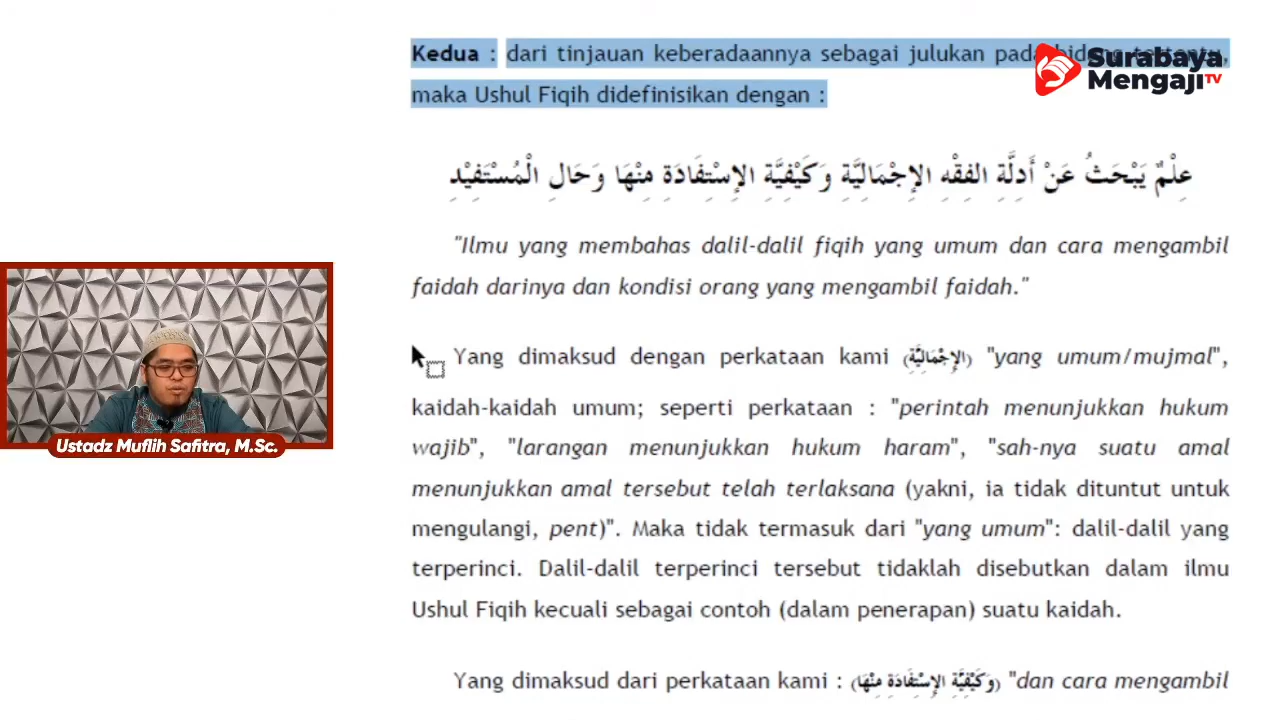 Kedua : dari tinjauan keberadaannya sebagai julukan pada bidang tertentu,
maka Ushul Fiqih didefinisikan dengan :
Surabaya
Mengaji TV
عِلْمٌ يَبْحَثُ عَنْ أَدِلَّةِ الفِقْهِ الإِجْمَالِيَّةِ وَكَيْفِيَّةِ الإِسْتِفَادَةِ مِنْهَا وَحَالِ الْمُسْتَفِيْدِ
"Ilmu yang membahas dalil-dalil fiqih yang umum dan cara mengambil
faidah darinya dan kondisi orang yang mengambil faidah."
Yang dimaksud dengan perkataan kami (الإِجْمَالِيَّةِ) "yang umum/mujmal",
kaidah-kaidah umum; seperti perkataan : "perintah menunjukkan hukum
wajib", "larangan menunjukkan hukum haram", "sah-nya suatu amal
menunjukkan amal tersebut telah terlaksana (yakni, ia tidak dituntut untuk
mengulangi, pent)". Maka tidak termasuk dari "yang umum": dalil-dalil yang
terperinci. Dalil-dalil terperinci tersebut tidaklah disebutkan dalam ilmu
Ushul Fiqih kecuali sebagai contoh (dalam penerapan) suatu kaidah.
Yang dimaksud dari perkataan kami : (وَكَيْفِيَّةِ الإِسْتِفَادَةِ مِنْهَا) "dan cara mengambil
Ustadz Muflih Safitra, M.Sc.